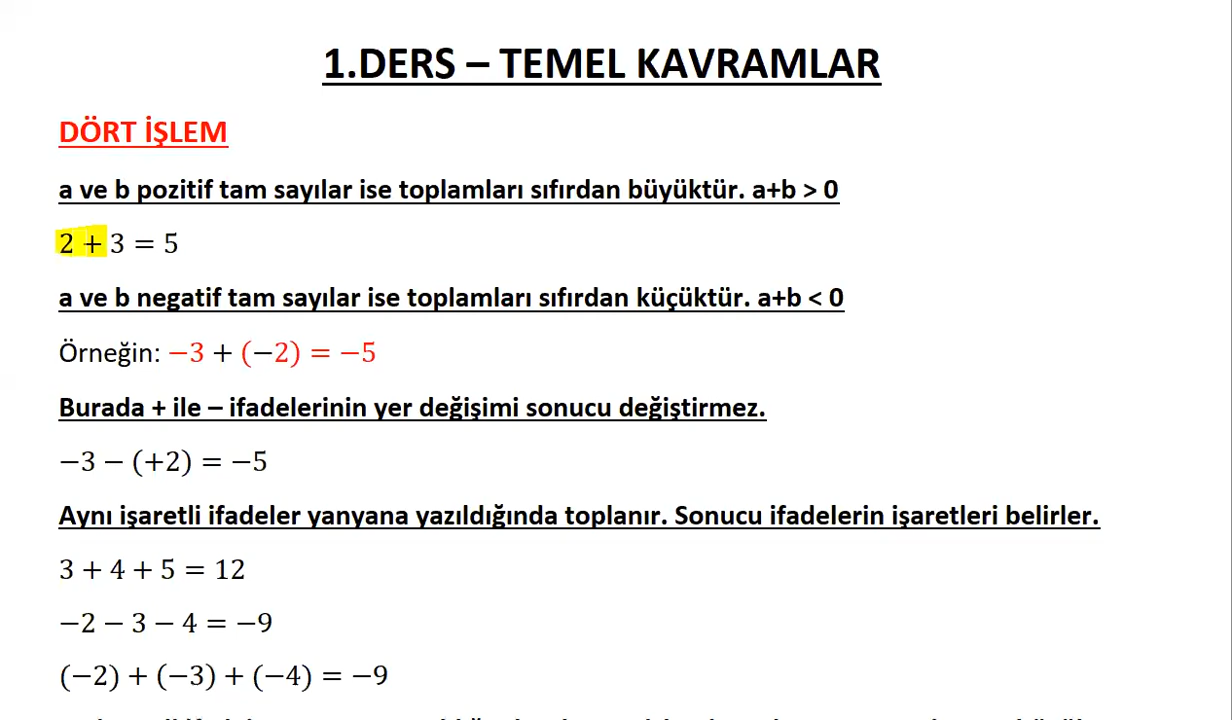 1.DERS – TEMEL KAVRAMLAR
DÖRT İŞLEM
a ve b pozitif tam sayılar ise toplamları sıfırdan büyüktür. a+b > 0
2 + 3 = 5
a ve b negatif tam sayılar ise toplamları sıfırdan küçüktür. a+b < 0
Örneğin: −3 + (−2) = −5
Burada + ile – ifadelerinin yer değişimi sonucu değiştirmez.
−3 − (+2) = −5
Aynı işaretli ifadeler yanyana yazıldığında toplanır. Sonucu ifadelerin işaretleri belirler.
3 + 4 + 5 = 12
−2 − 3 − 4 = −9
(−2) + (−3) + (−4) = −9